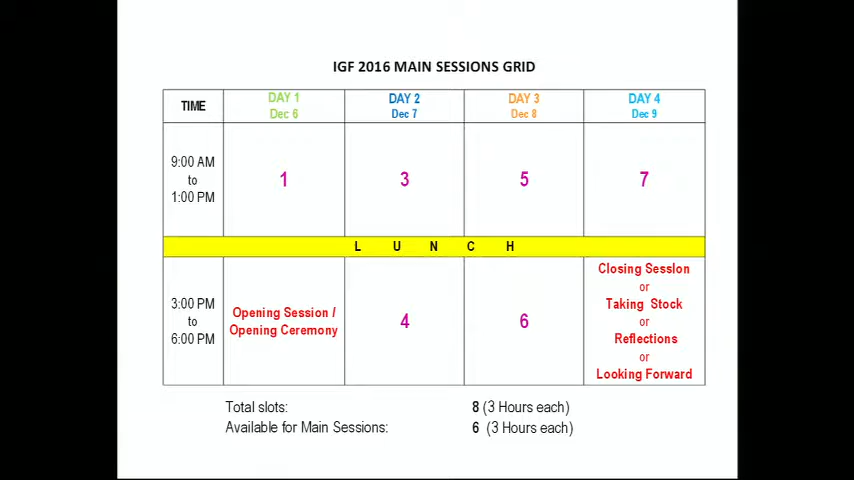 IGF 2016 MAIN SESSIONS GRID
TIME
DAY 1
Dec 6
DAY 2
Dec 7
DAY 3
Dec 8
DAY 4
Dec 9
9:00 AM
to
1:00 PM
1
3
5
7
L U N C H
3:00 PM
to
6:00 PM
Opening Session /
Opening Ceremony
4
6
Closing Session
or
Taking Stock
or
Reflections
or
Looking Forward
Total slots: 8 (3 Hours each)
Available for Main Sessions: 6 (3 Hours each)